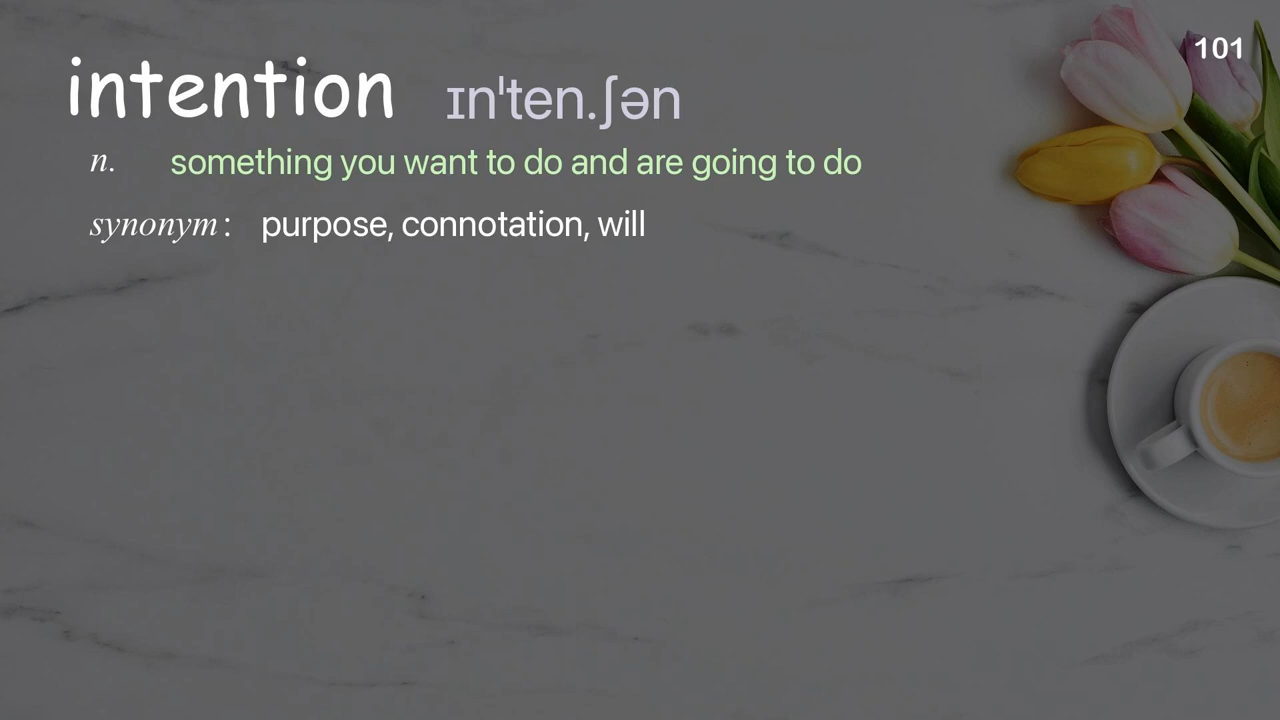 101
intention ɪnˈten.ʃən
n. something you want to do and are going to do
synonym: purpose, connotation, will